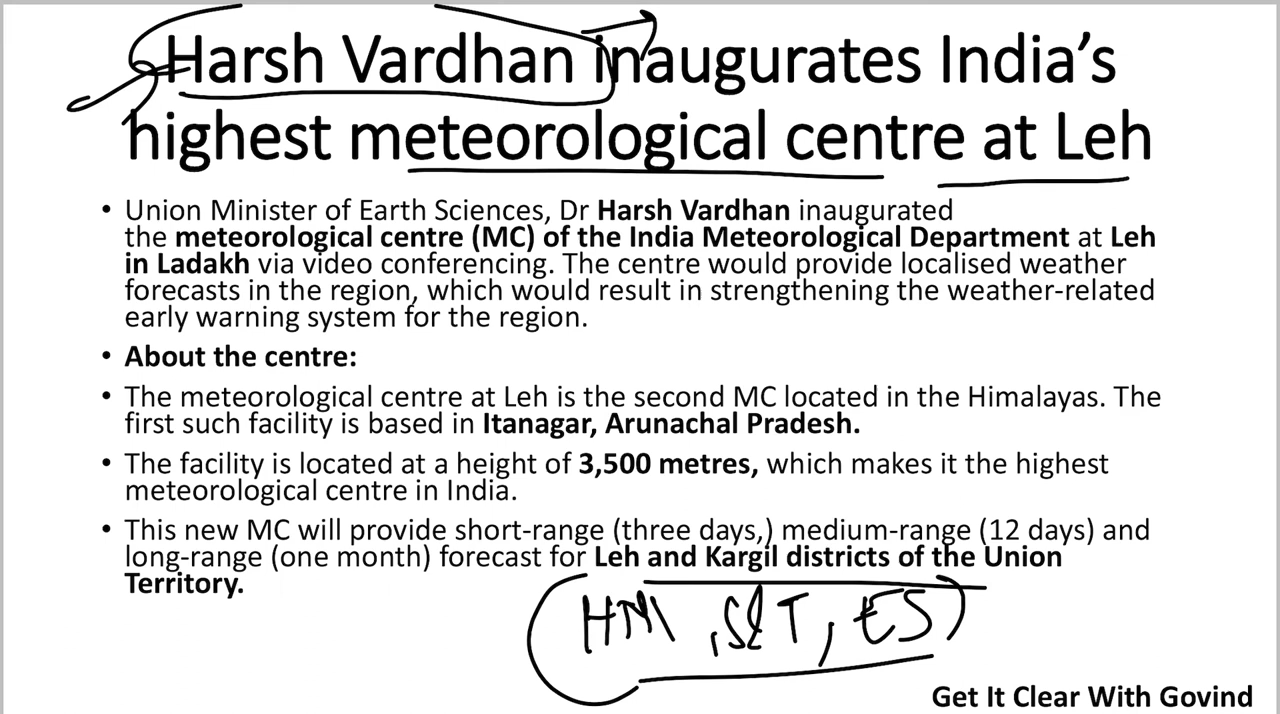 Harsh Vardhan inaugurates India’s
highest meteorological centre at Leh
• Union Minister of Earth Sciences, Dr Harsh Vardhan inaugurated
the meteorological centre (MC) of the India Meteorological Department at Leh
in Ladakh via video conferencing. The centre would provide localised weather
forecasts in the region, which would result in strengthening the weather-related
early warning system for the region.
• About the centre:
• The meteorological centre at Leh is the second MC located in the Himalayas. The
first such facility is based in Itanagar, Arunachal Pradesh.
• The facility is located at a height of 3,500 metres, which makes it the highest
meteorological centre in India.
• This new MC will provide short-range (three days,) medium-range (12 days) and
long-range (one month) forecast for Leh and Kargil districts of the Union
Territory.
HM, S&T, ES
Get It Clear With Govind